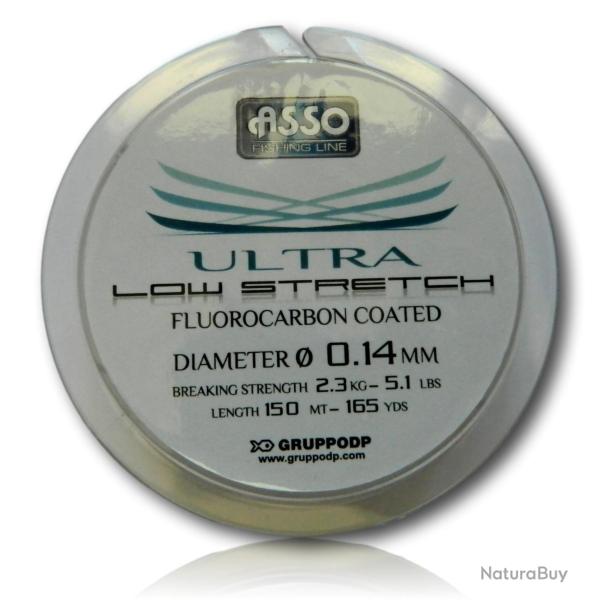 ASSO
FISHING LINE
ULTRA
LOW STRETCH
FLUOROCARBON COATED
DIAMETER Ø 0.14 MM
BREAKING STRENGTH 2.3 KG - 5.1 LBS
LENGTH 150 MT - 165 YDS
GRUPPODP
www.gruppodp.com
NaturaBuy